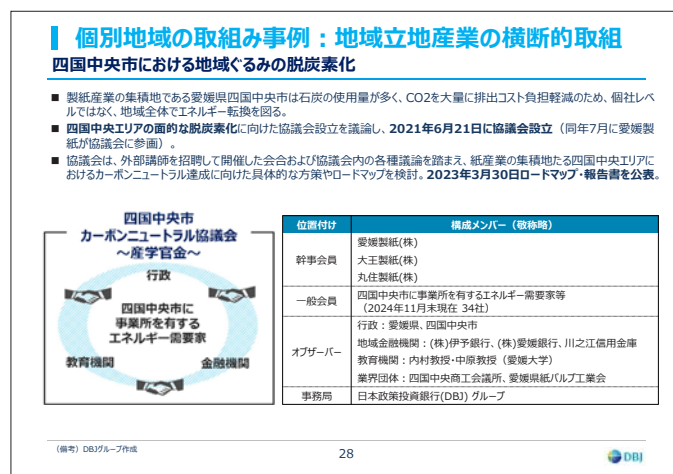 個別地域の取組み事例：地域立地産業の横断的取組
四国中央市における地域ぐるみの脱炭素化
■ 製紙産業の集積地である愛媛県四国中央市は石炭の使用量が多く、CO2を大量に排出コスト負担軽減のため、個社レベ
ルではなく、地域全体でエネルギー転換を図る。
■ 四国中央エリアの面的な脱炭素化に向けた協議会設立を議論し、2021年6月21日に協議会設立（同年7月に愛媛製
紙が協議会に参画）。
■ 協議会は、外部講師を招聘して開催した会合および協議会内の各種議論を踏まえ、紙産業の集積地たる四国中央エリアに
おけるカーボンニュートラル達成に向けた具体的な方策やロードマップを検討。2023年3月30日ロードマップ・報告書を公表。
四国中央市
カーボンニュートラル協議会
～産学官金～
行政
四国中央市に
事業所を有する
エネルギー需要家
教育機関
金融機関
位置付け 構成メンバー（敬称略）
幹事会員
愛媛製紙(株)
大王製紙(株)
丸住製紙(株)
一般会員
四国中央市に事業所を有するエネルギー需要家等
（2024年11月末現在 34社）
オブザーバー
行政：愛媛県、四国中央市
地域金融機関：(株)伊予銀行、(株)愛媛銀行、川之江信用金庫
教育機関：内村教授・中原教授（愛媛大学）
業界団体：四国中央商工会議所、愛媛県紙パルプ工業会
事務局 日本政策投資銀行(DBJ) グループ
（備考）DBJグループ作成
28
DBJ